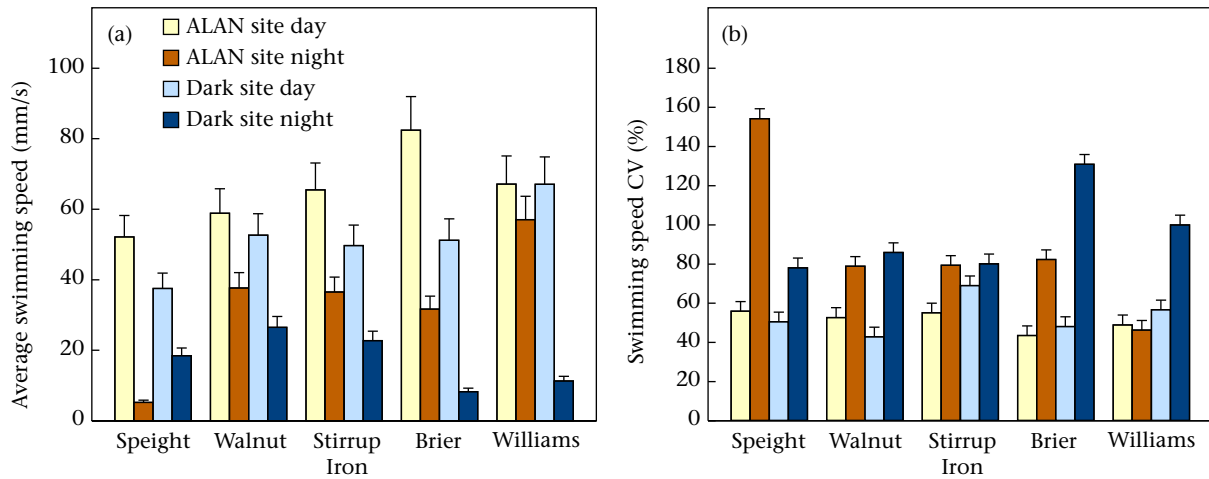 (a)
ALAN site day
ALAN site night
Dark site day
Dark site night
Average swimming speed (mm/s)
100
80
60
40
20
0
Speight
Walnut
Stirrup
Iron
Brier
Williams
(b)
Swimming speed CV (%)
180
160
140
120
100
80
60
40
60
0
Speight
Walnut
Stirrup
Iron
Brier
Williams